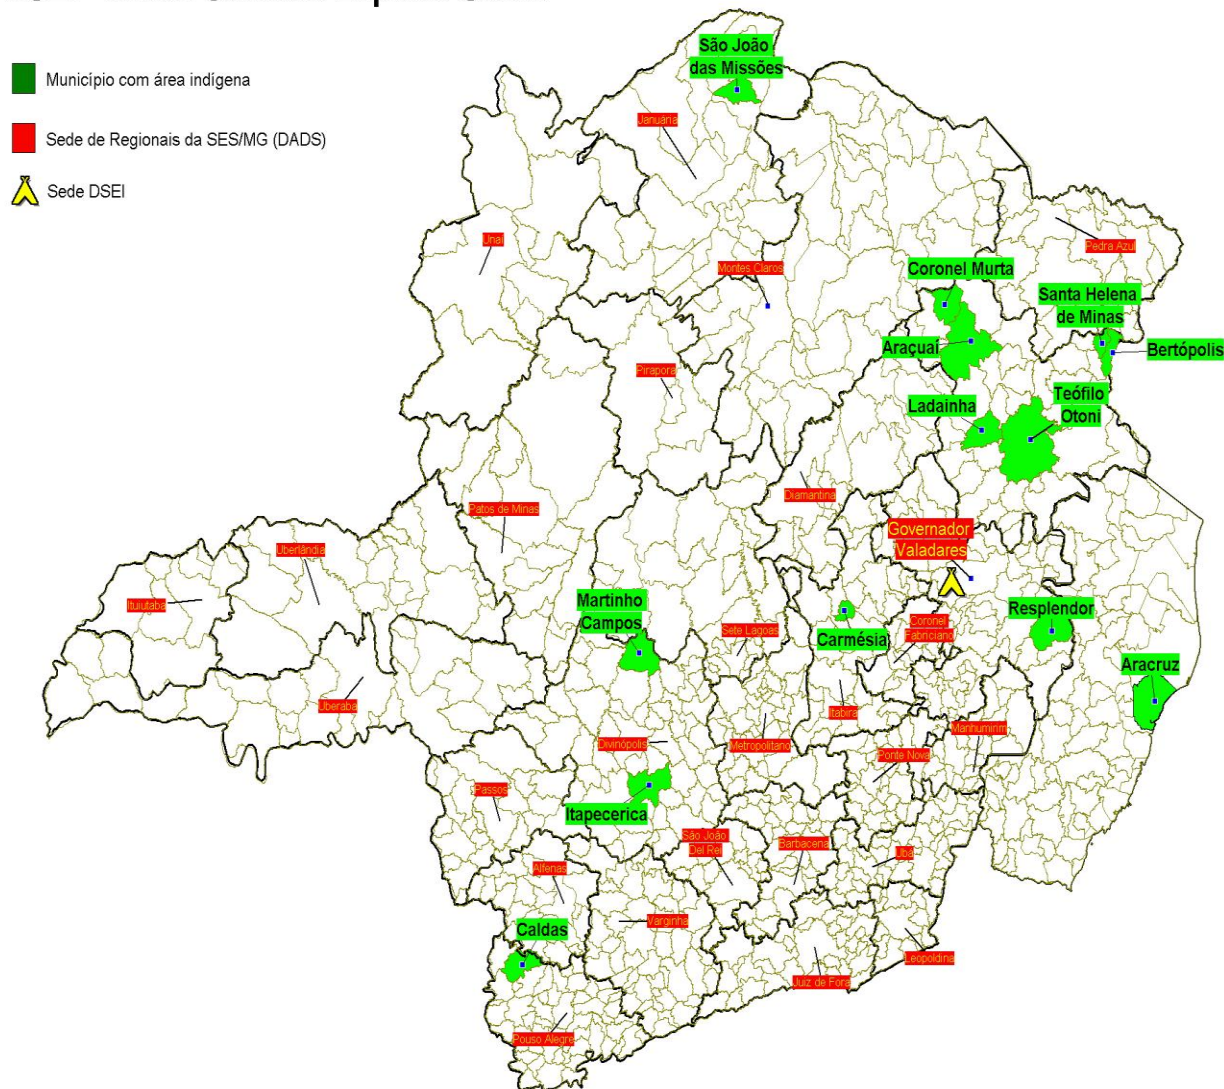 Município com área indígena
Sede de Regionais da SES/MG (DADS)
Sede DSEI
São João
das Missões
Januária
Unaí
Pedra Azul
Montes Claros
Coronel Murta
Santa Helena
de Minas
Araçuaí
Bertópolis
Pirapora
Ladainha
Teófilo
Otoni
Diamantina
Patos de Minas
Governador
Valadares
Uberlândia
Ituiutaba
Martinho
Campos
Resplendor
Sete Lagoas
Carmésia
Coronel
Fabriciano
Aracruz
Uberaba
Itabira
Manhumirim
Divinópolis
Metropolitano
Ponte Nova
Passos
Itapecerica
São João
Del Rei
Barbacena
Ubá
Alfenas
Varginha
Caldas
Leopoldina
Juiz de Fora
Pouso Alegre